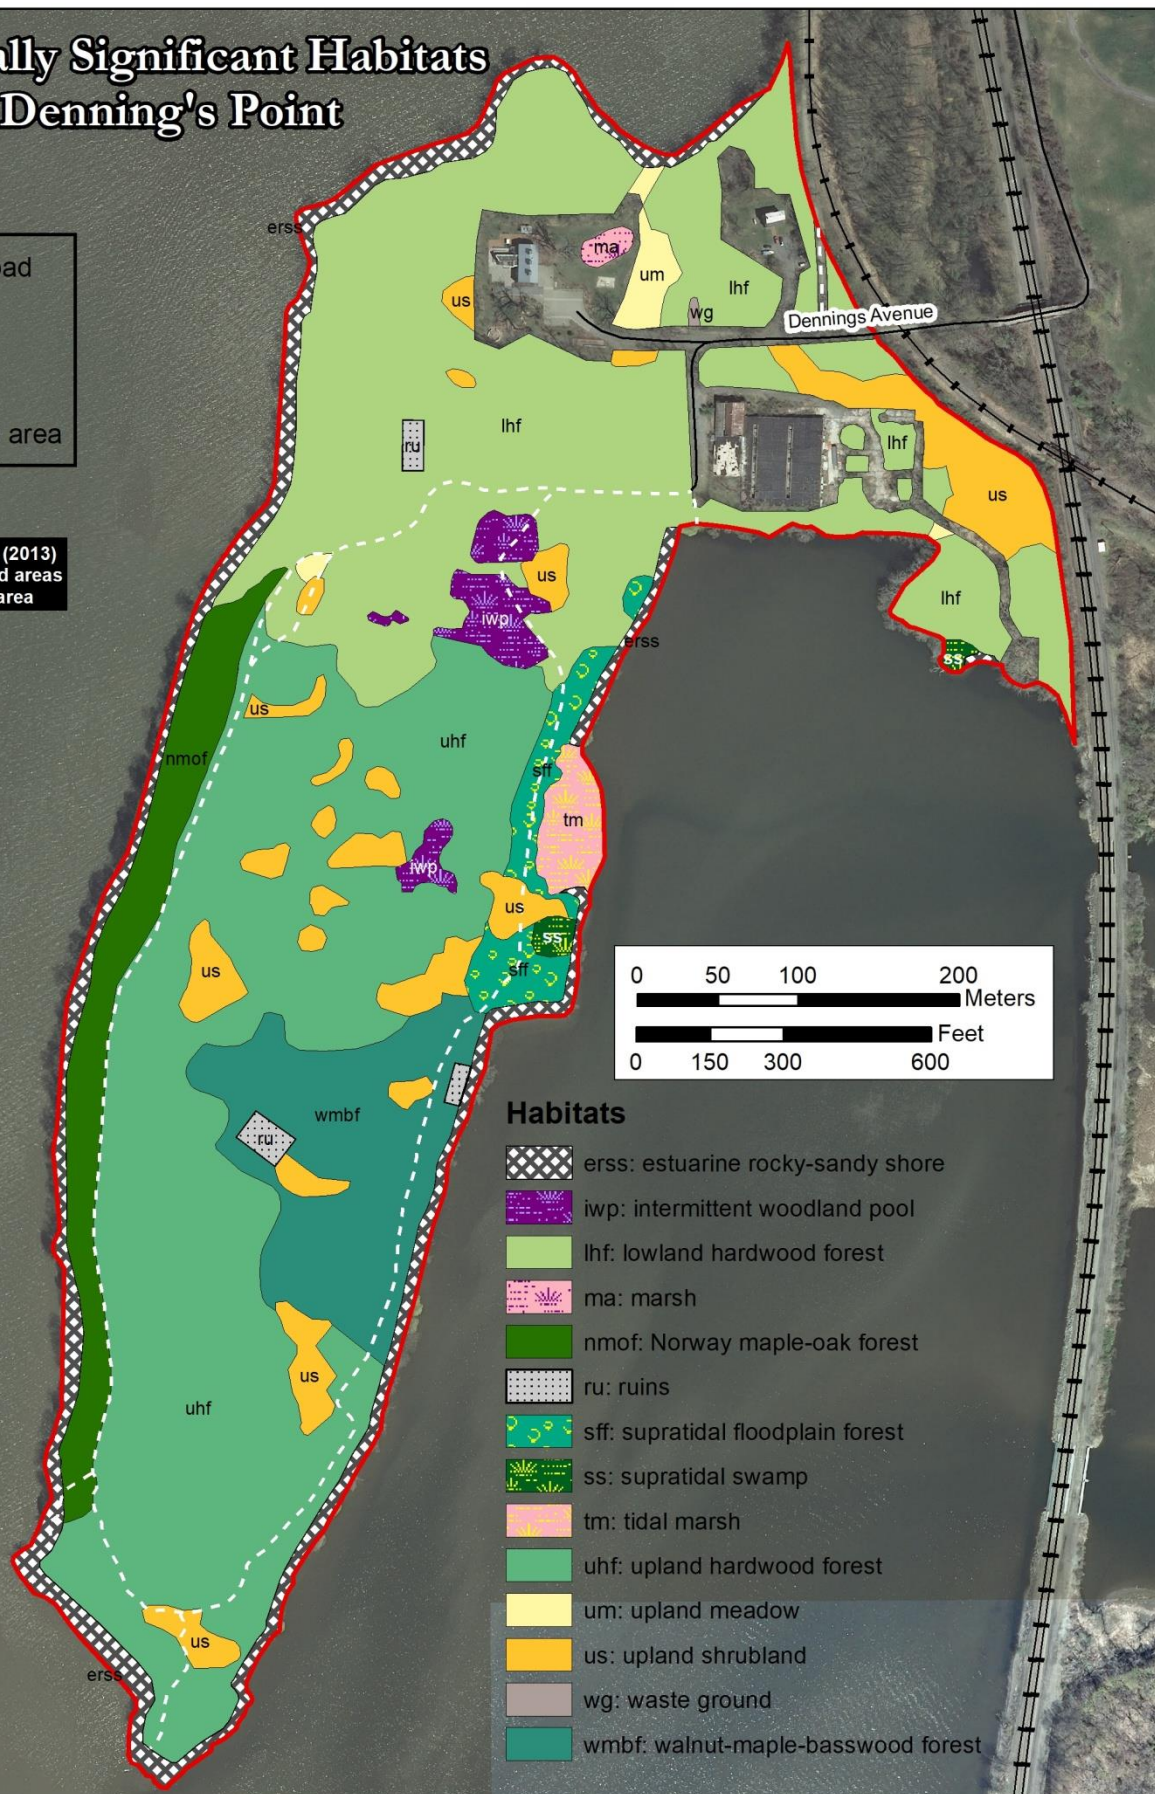 ally Significant Habitats
Denning's Point
oad
area
(2013)
d areas
area
erss
ma
um
lhf
us
wg
Dennings Avenue
lhf
ru
lhf
us
us
iwp
lhf
erss
ss
us
uhf
nmof
sff
tm
iwp
us
ss
us
sff
0 50 100 200
Meters
Feet
0 150 300 600
wmbf
ru
us
uhf
us
erss
Habitats
erss: estuarine rocky-sandy shore
iwp: intermittent woodland pool
lhf: lowland hardwood forest
ma: marsh
nmof: Norway maple-oak forest
ru: ruins
sff: supratidal floodplain forest
ss: supratidal swamp
tm: tidal marsh
uhf: upland hardwood forest
um: upland meadow
us: upland shrubland
wg: waste ground
wmbf: walnut-maple-basswood forest